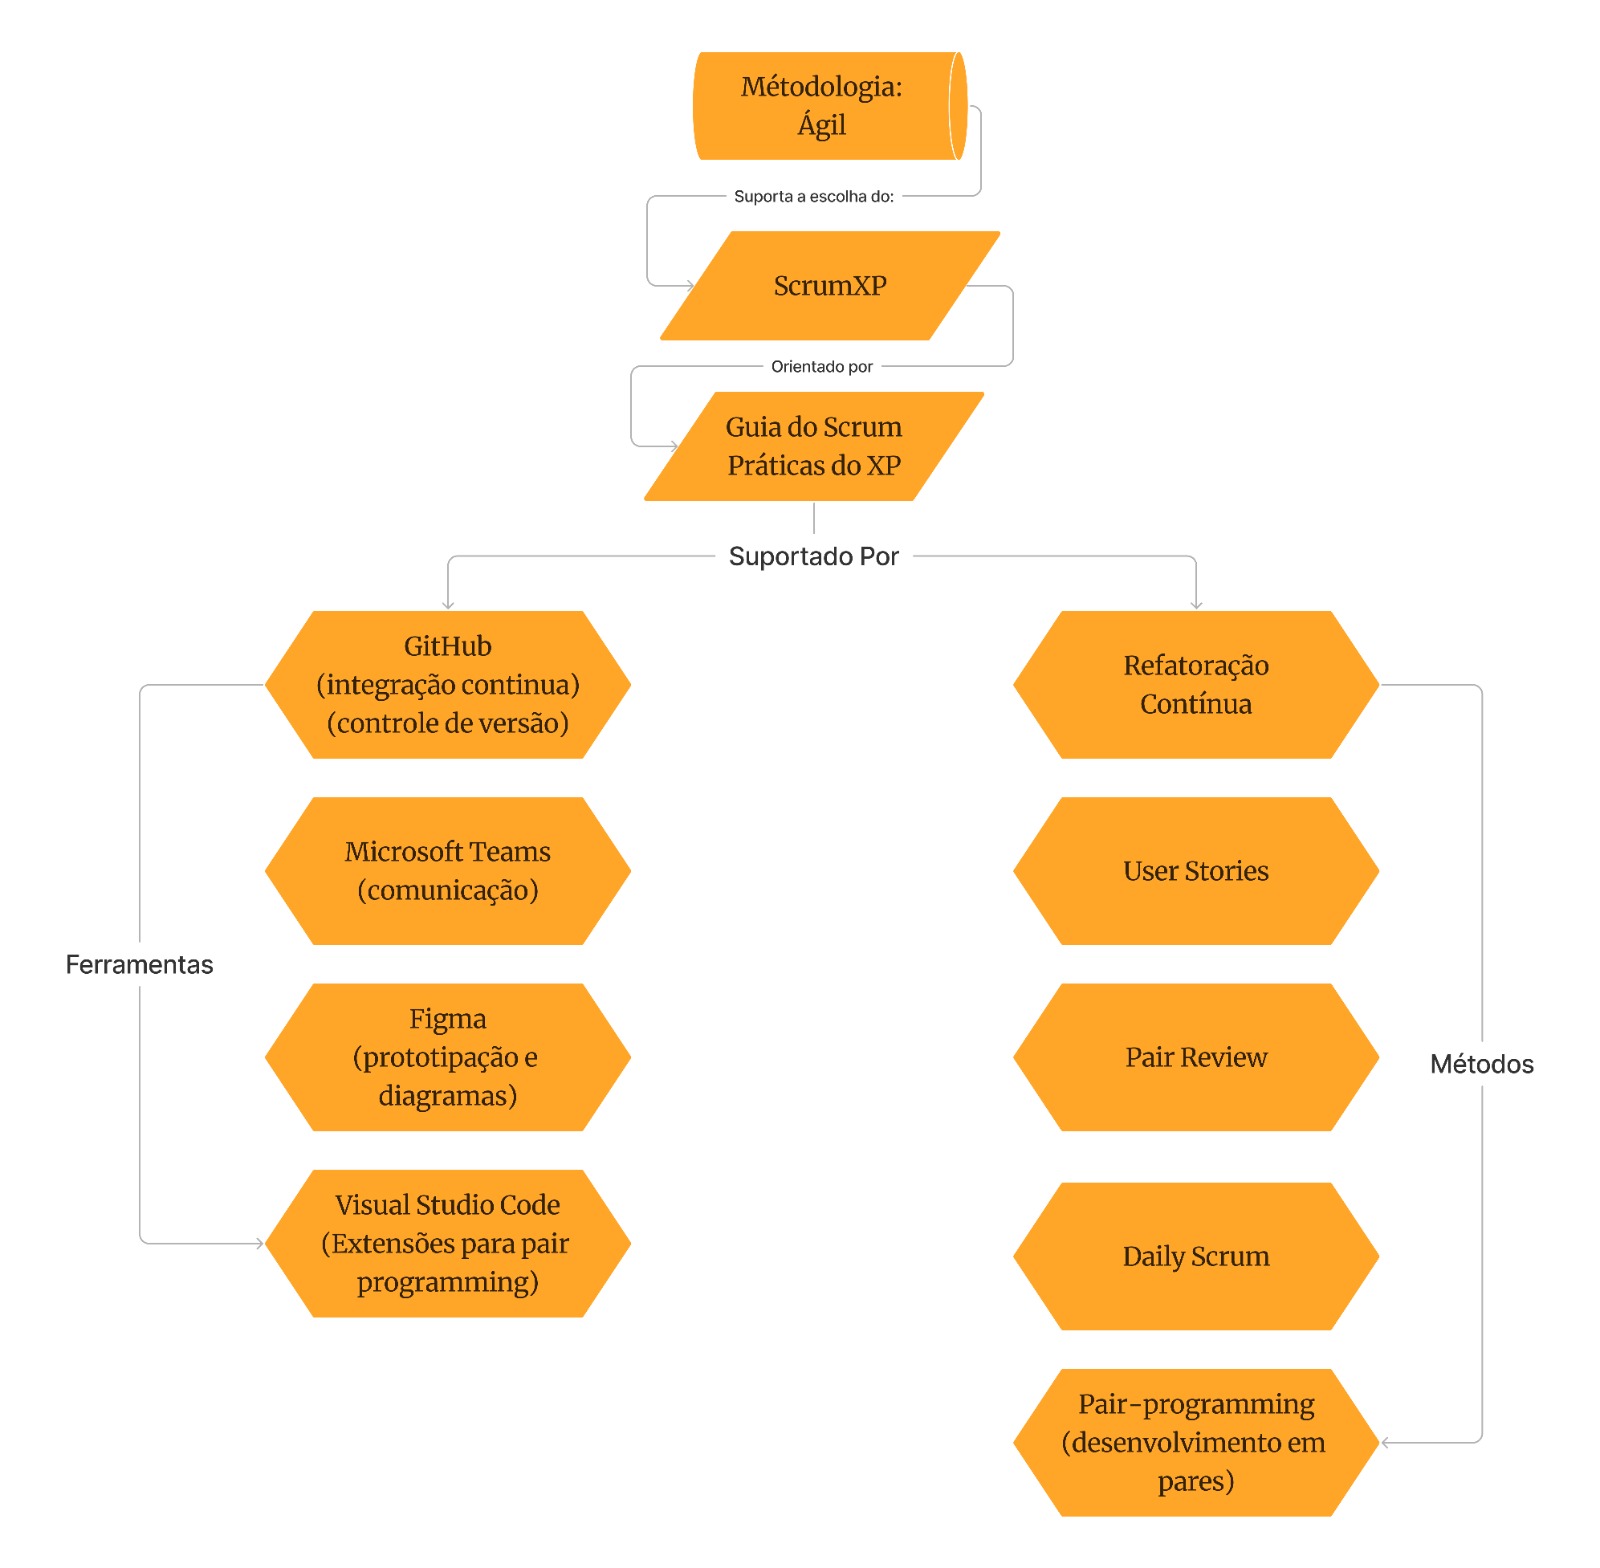 Métodologia:
Ágil
Suporta a escolha do:
ScrumXP
Orientado por
Guia do Scrum
Práticas do XP
Suportado Por
GitHub
(integração continua)
(controle de versão)
Microsoft Teams
(comunicação)
Ferramentas
Figma
(prototipação e
diagramas)
Visual Studio Code
(Extensões para pair
programming)
Refatoração
Contínua
User Stories
Pair Review
Métodos
Daily Scrum
Pair-programming
(desenvolvimento em
pares)